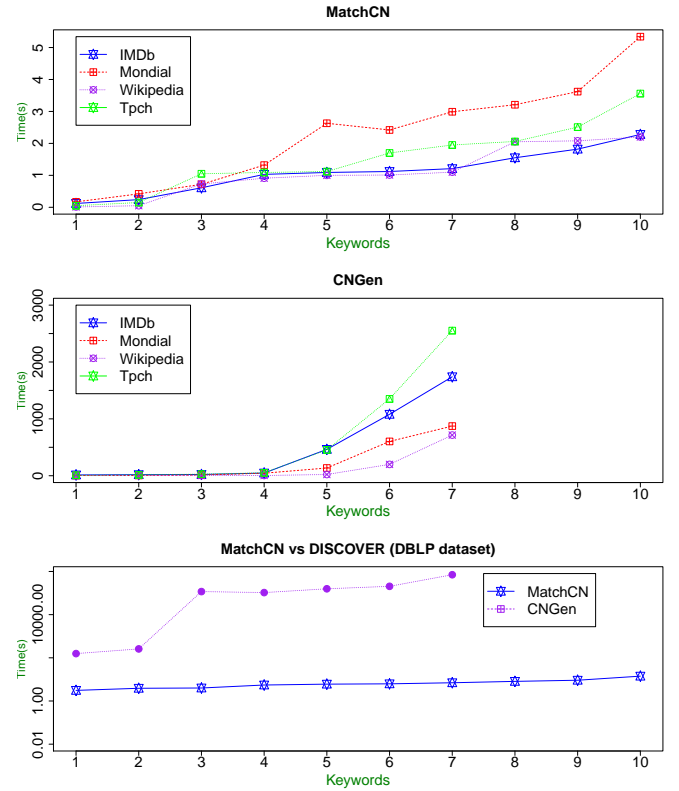 MatchCN
Time(s)
5
4
3
2
1
0
IMDb
Mondial
Wikipedia
Tpch
1 2 3 4 5 6 7 8 9 10
Keywords
CNGen
Time(s)
3000
2000
1000
0
IMDb
Mondial
Wikipedia
Tpch
1 2 3 4 5 6 7 8 9 10
Keywords
MatchCN vs DISCOVER (DBLP dataset)
Time(s)
10000.00
1.00
0.01
MatchCN
CNGen
1 2 3 4 5 6 7 8 9 10
Keywords